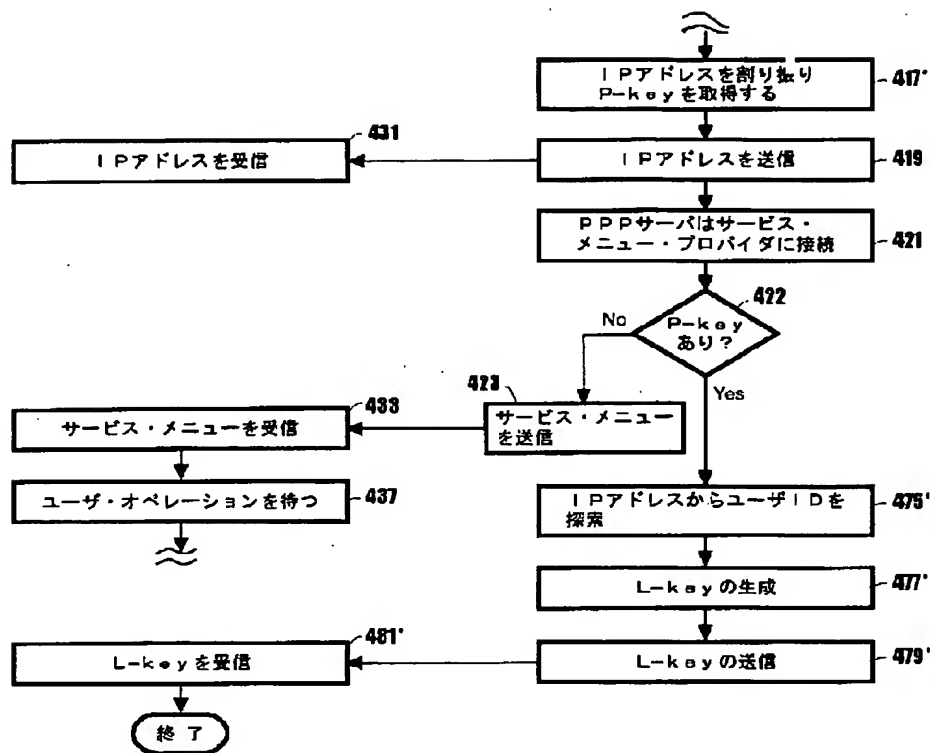 IPアドレスを割り振り
P-keyを取得する
417'
431
IPアドレスを受信
IPアドレスを送信
419
PPPサーバはサービス・
メニュー・プロバイダに接続
421
422
P-key
あり?
No
Yes
423
サービス・メニュー
を送信
433
サービス・メニューを受信
437
ユーザ・オペレーションを待つ
IPアドレスからユーザIDを
探索
475'
L-keyの生成
477'
481'
L-keyを受信
L-keyの送信
479'
終了